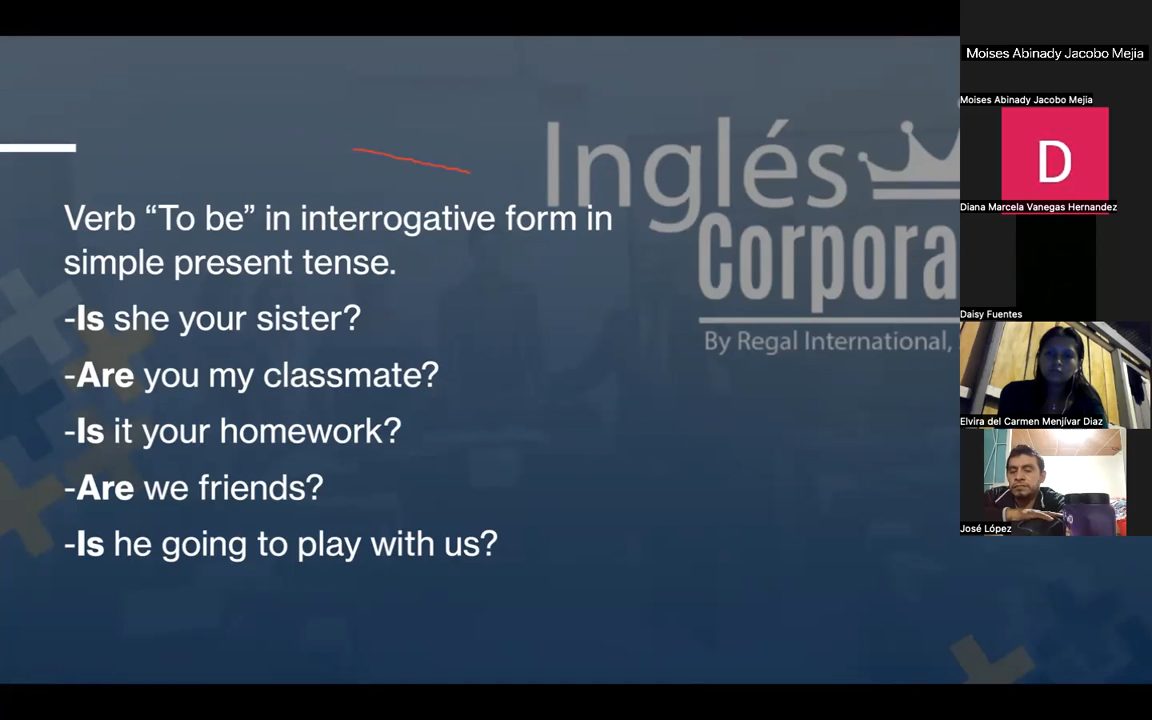 Verb “To be” in interrogative form in
simple present tense.
-Is she your sister?
-Are you my classmate?
-Is it your homework?
-Are we friends?
-Is he going to play with us?
Inglés
Corpora
By Regal International,
Moises Abinady Jacobo Mejia
Moises Abinady Jacobo Mejia
D
Diana Marcela Vanegas Hernandez
Daisy Fuentes
Elvira del Carmen Menjívar Diaz
José López